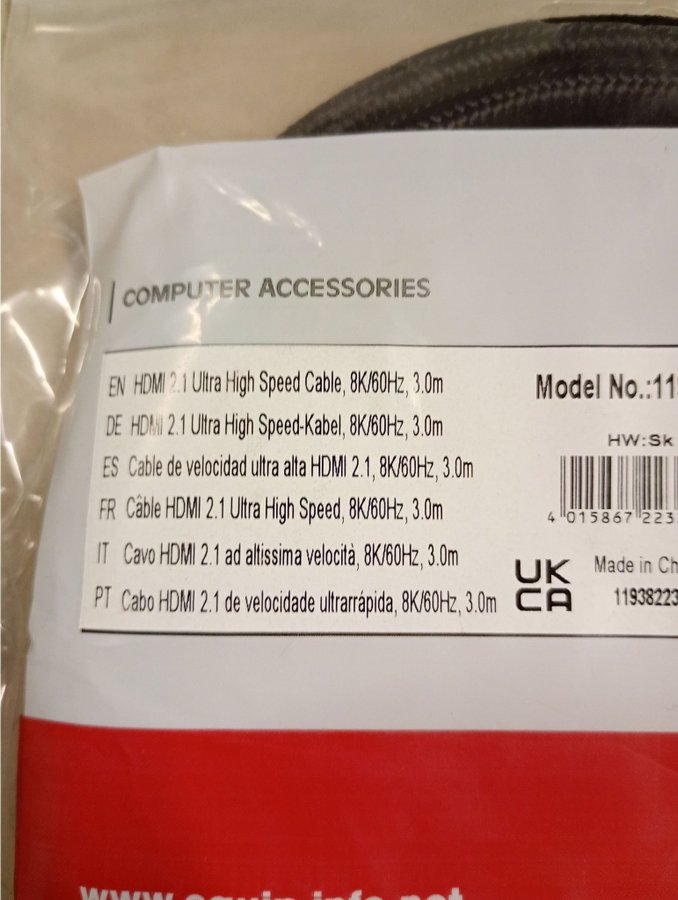 COMPUTER ACCESSORIES
EN HDMI 2.1 Ultra High Speed Cable, 8K/60Hz, 3.0m
DE HDMI 2.1 Ultra High Speed-Kabel, 8K/60Hz, 3.0m
ES Cable de velocidad ultra alta HDMI 2.1, 8K/60Hz, 3.0m
FR Câble HDMI 2.1 Ultra High Speed, 8K/60Hz, 3.0m
IT Cavo HDMI 2.1 ad altissima velocità, 8K/60Hz, 3.0m
PT Cabo HDMI 2.1 de velocidade ultrarrápida, 8K/60Hz, 3.0m
Model No.:11
HW:Sk
4 015867 223
UK
CA
Made in Ch
11938223
www.equip-info.net